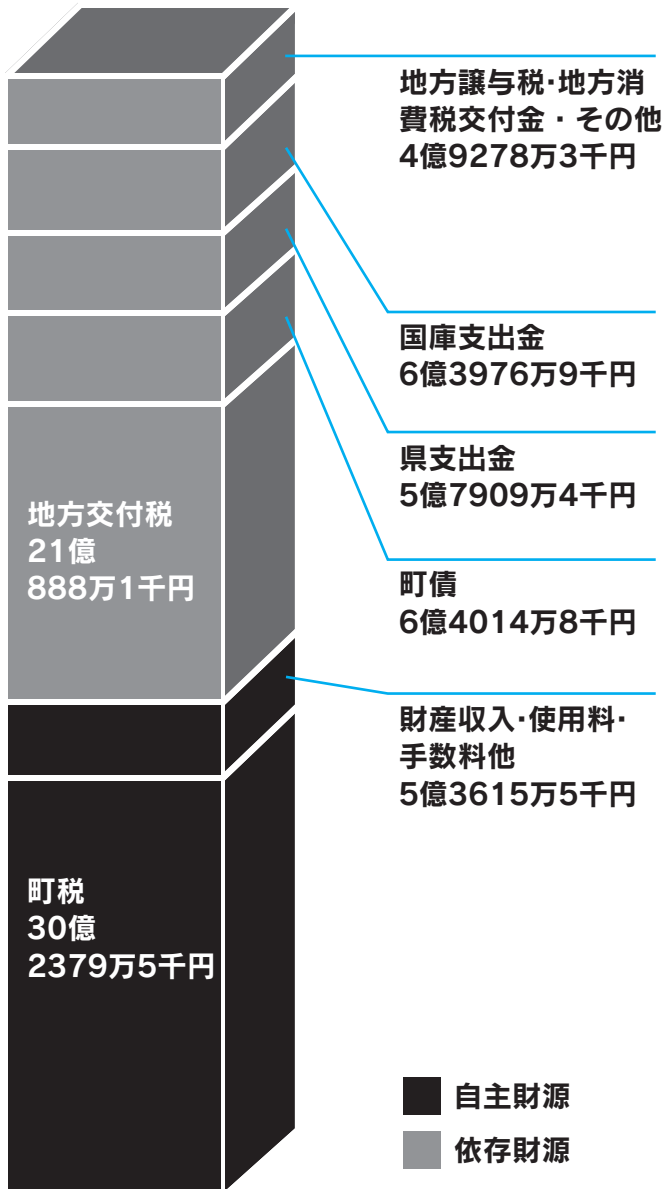 地方譲与税・地方消
費税交付金・その他
4億9278万3千円
国庫支出金
6億3976万9千円
県支出金
5億7909万4千円
町債
6億4014万8千円
地方交付税
21億
888万1千円
財産収入・使用料・
手数料他
5億3615万5千円
町税
30億
2379万5千円
自主財源
依存財源